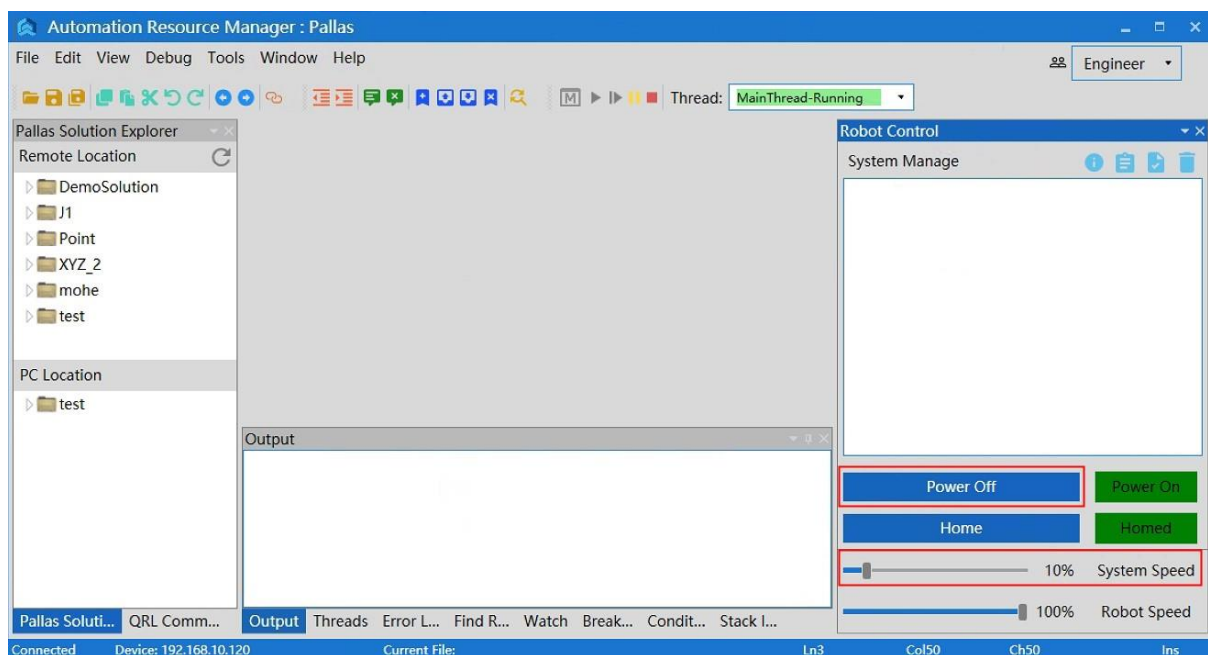 Automation Resource Manager : Pallas
File Edit View Debug Tools Window Help
Engineer
M Thread: MainThread-Running
Pallas Solution Explorer
Remote Location
DemoSolution
J1
Point
XYZ_2
mohe
test
PC Location
test
Pallas Soluti... QRL Comm...
Output
Output Threads Error L... Find R... Watch Break... Condit... Stack I...
Robot Control
System Manage
Power Off Power On
Home Homed
10% System Speed
100% Robot Speed
Connected Device: 192.168.10.120 Current File: Ln3 Col50 Ch50 Ins